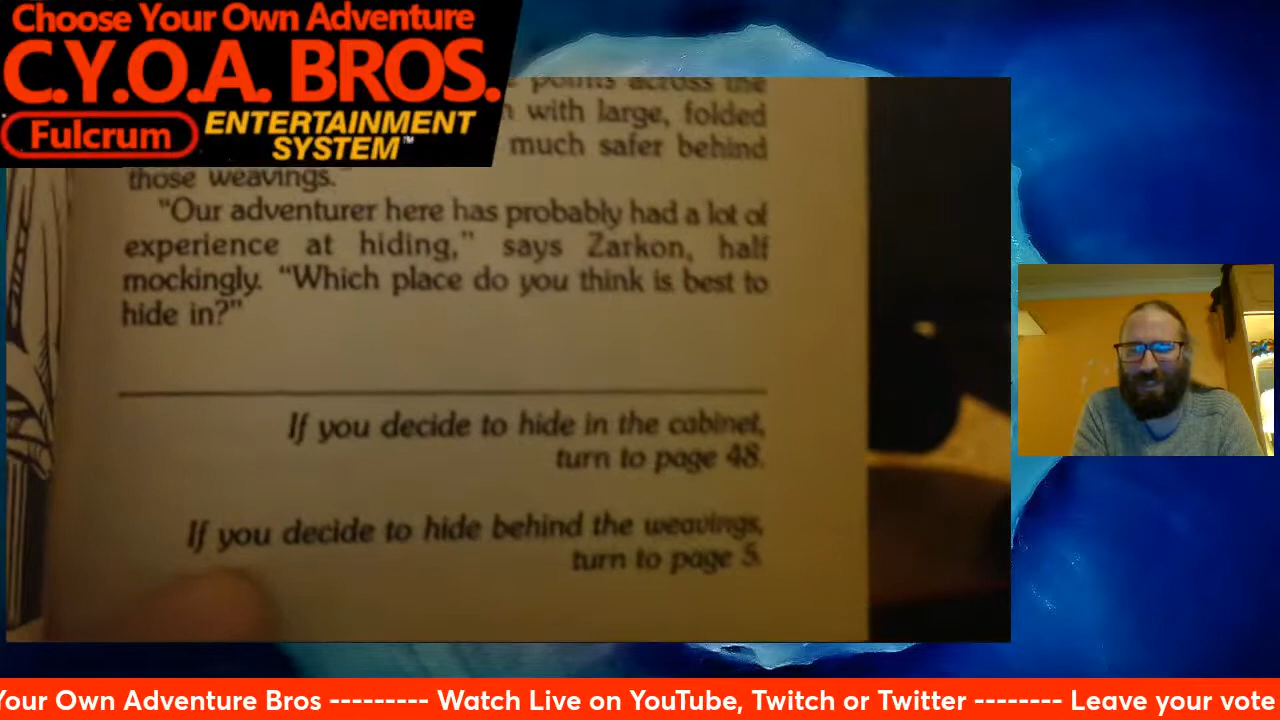 Choose Your Own Adventure
C.Y.O.A. BROS.
Fulcrum
ENTERTAINMENT
SYSTEM™
points across the
with large, folded
much safer behind
those weavings."
"Our adventurer here has probably had a lot of
experience at hiding," says Zarkon, half
mockingly. "Which place do you think is best to
hide in?"
If you decide to hide in the cabinet,
turn to page 48.
If you decide to hide behind the weavings,
turn to page 5.
Your Own Adventure Bros --------- Watch Live on YouTube, Twitch or Twitter -------- Leave your vote